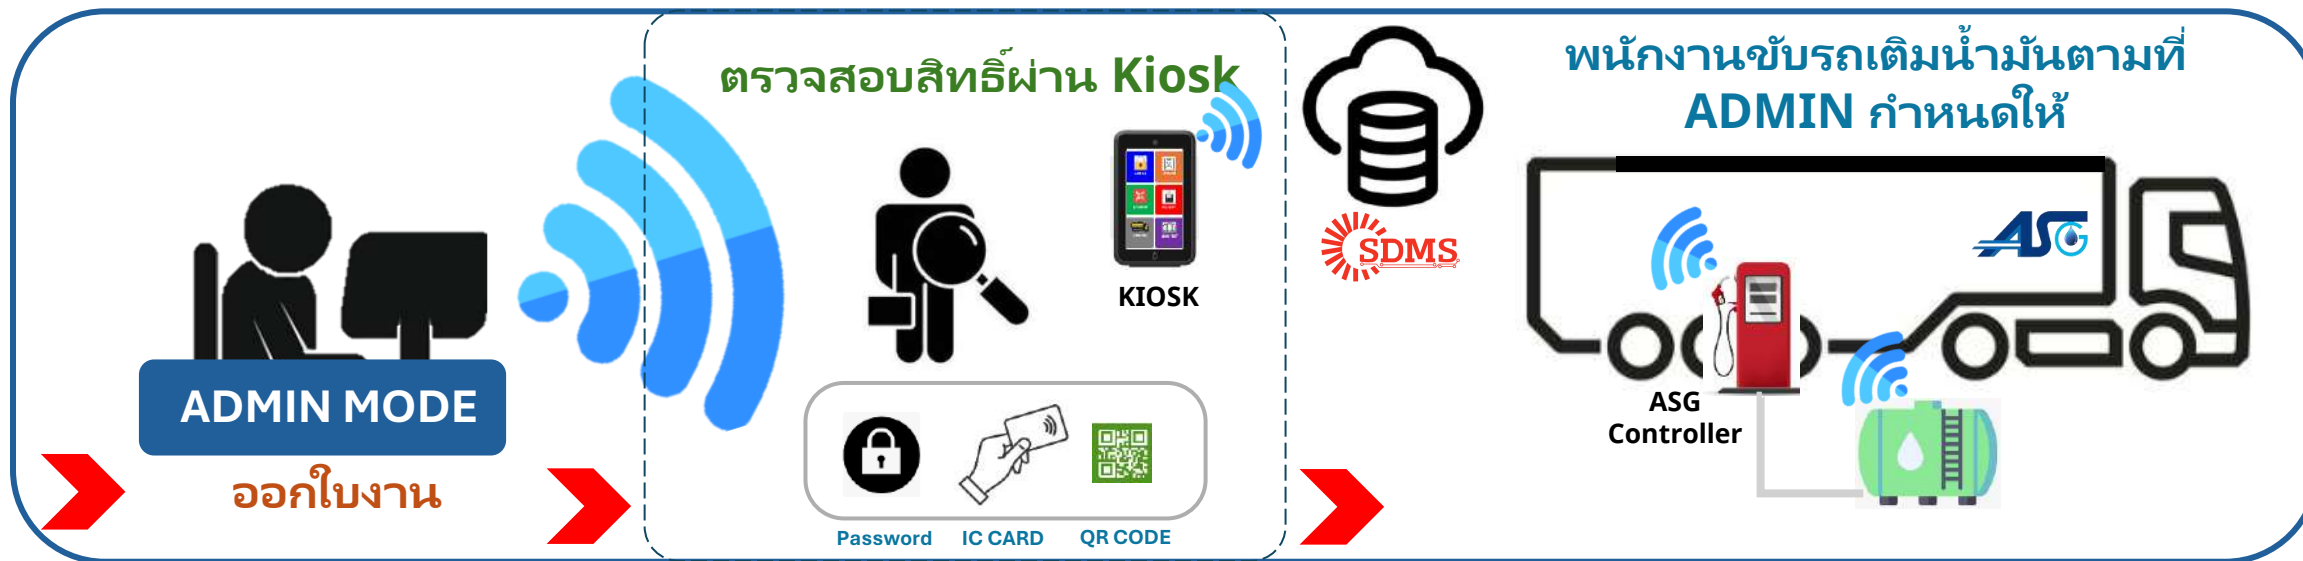 ADMIN MODE
ออกใบงาน
ตรวจสอบสิทธิ์ผ่าน Kiosk
KIOSK
Password
IC CARD
QR CODE
SDMS
พนักงานขับรถเติมน้ำมันตามที่
ADMIN กำหนดให้
ASG
ASG
Controller